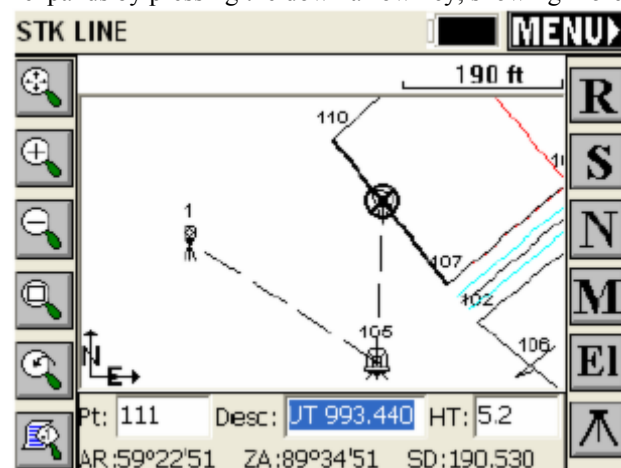 STK LINE
MENU
190 ft
R
S
N
M
El
110
1
107
102
105
106
N
E
Pt: 111 Desc: UT 993.440 HT: 5.2
AR:59°22'51 ZA:89°34'51 SD:190.530